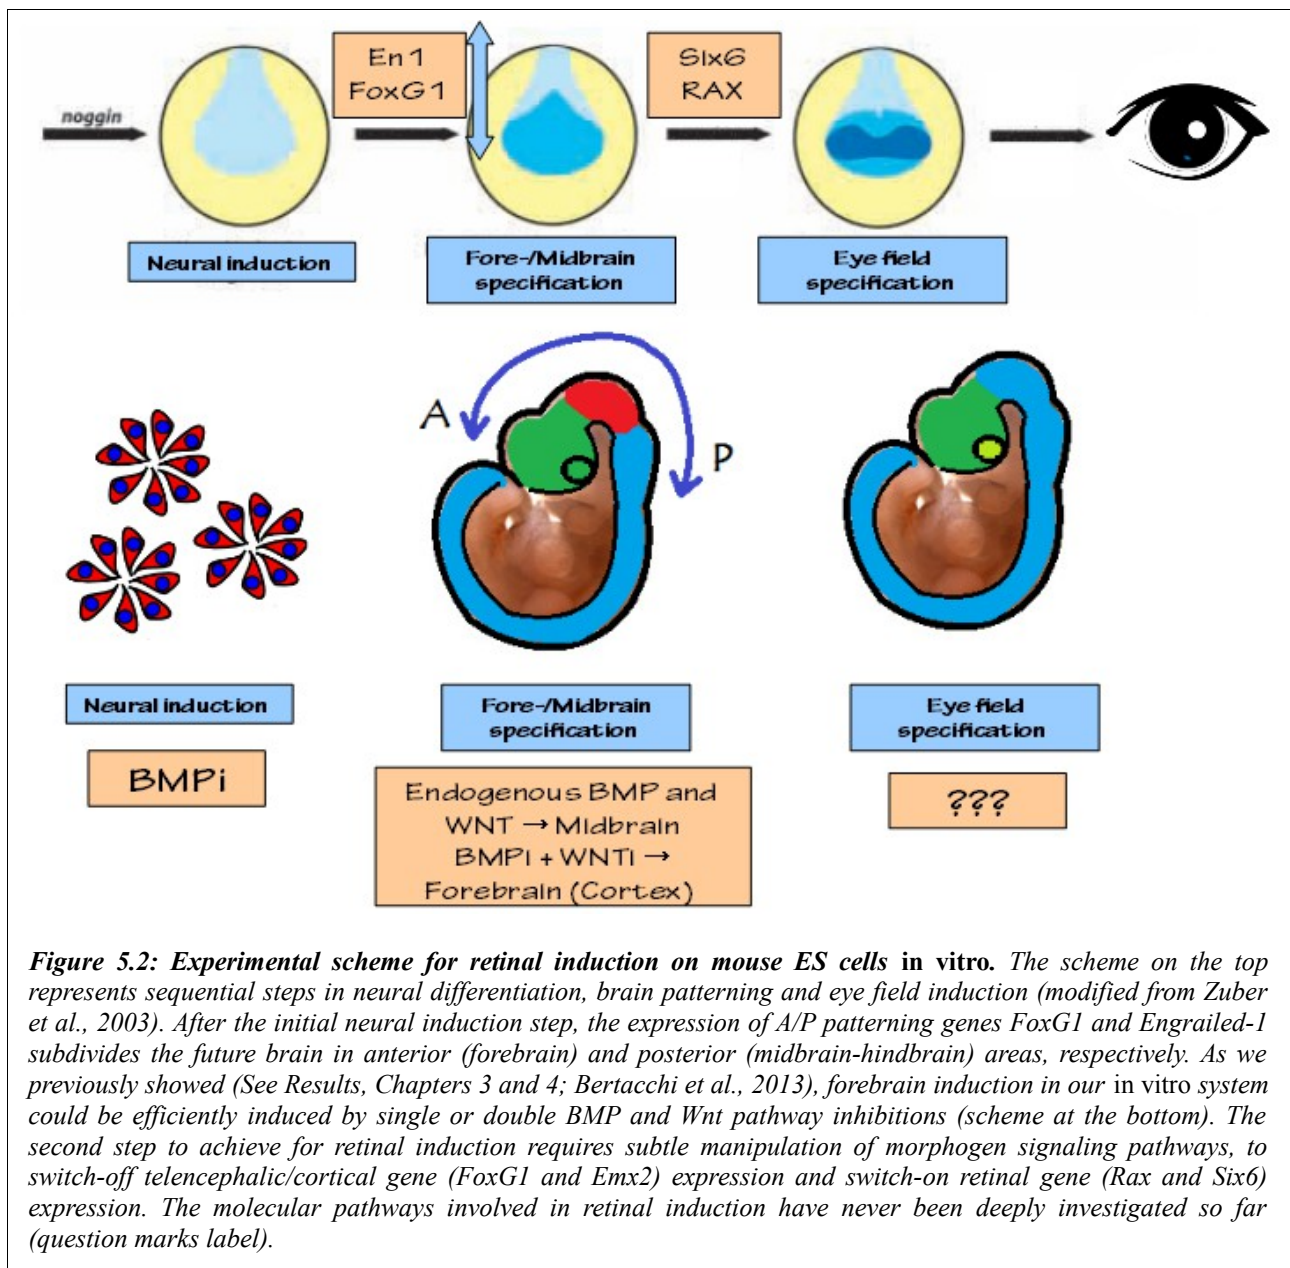 En1
FoxG1
Six6
RAX
noggin
Neural induction
Fore-/Midbrain
specification
Eye field
specification
A
P
Neural induction
Fore-/Midbrain
specification
Eye field
specification
BMPi
Endogenous BMP and
WNT → Midbrain
BMPi + WNTi →
Forebrain (Cortex)
???
Figure 5.2: Experimental scheme for retinal induction on mouse ES cells in vitro. The scheme on the top
represents sequential steps in neural differentiation, brain patterning and eye field induction (modified from Zuber
et al., 2003). After the initial neural induction step, the expression of A/P patterning genes FoxG1 and Engrailed-1
subdivides the future brain in anterior (forebrain) and posterior (midbrain-hindbrain) areas, respectively. As we
previously showed (See Results, Chapters 3 and 4; Bertacchi et al., 2013), forebrain induction in our in vitro system
could be efficiently induced by single or double BMP and Wnt pathway inhibitions (scheme at the bottom). The
second step to achieve for retinal induction requires subtle manipulation of morphogen signaling pathways, to
switch-off telencephalic/cortical gene (FoxG1 and Emx2) expression and switch-on retinal gene (Rax and Six6)
expression. The molecular pathways involved in retinal induction have never been deeply investigated so far
(question marks label).